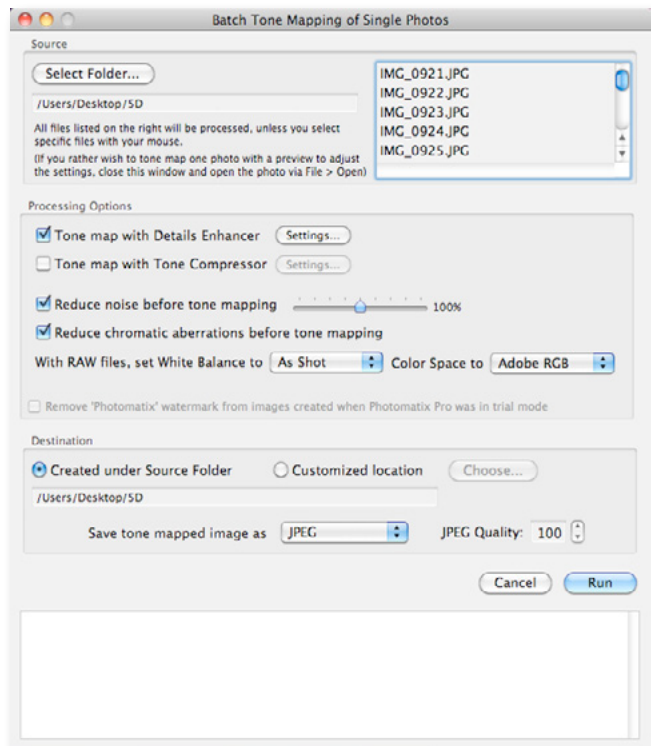 Batch Tone Mapping of Single Photos
Source
Select Folder...
/Users/Desktop/5D
All files listed on the right will be processed, unless you select
specific files with your mouse.
(If you rather wish to tone map one photo with a preview to adjust
the settings, close this window and open the photo via File > Open)
IMG_0921.JPG
IMG_0922.JPG
IMG_0923.JPG
IMG_0924.JPG
IMG_0925.JPG
Processing Options
Tone map with Details Enhancer Settings...
Tone map with Tone Compressor Settings...
Reduce noise before tone mapping 100%
Reduce chromatic aberrations before tone mapping
With RAW files, set White Balance to As Shot Color Space to Adobe RGB
Remove 'Photomatix' watermark from images created when Photomatix Pro was in trial mode
Destination
Created under Source Folder Customized location Choose...
/Users/Desktop/5D
Save tone mapped image as JPEG JPEG Quality: 100
Cancel Run